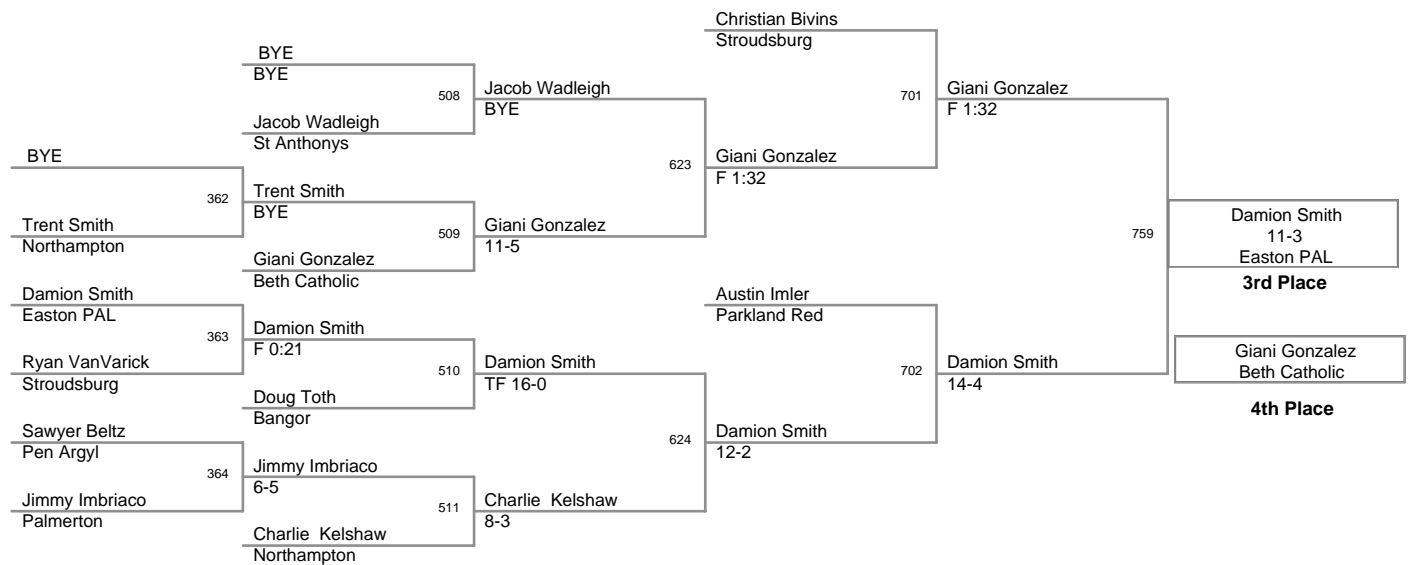 Christian Bivins
Stroudsburg
BYE
BYE
508
Jacob Wadleigh
BYE
701
Giani Gonzalez
F 1:32
Jacob Wadleigh
St Anthonys
BYE
623
Giani Gonzalez
F 1:32
362
Trent Smith
BYE
Trent Smith
Northampton
509
Giani Gonzalez
11-5
759
Damion Smith
11-3
Easton PAL
3rd Place
Giani Gonzalez
Beth Catholic
Damion Smith
Easton PAL
Austin Imler
Parkland Red
363
Damion Smith
F 0:21
Ryan VanVarick
Stroudsburg
510
Damion Smith
TF 16-0
702
Damion Smith
14-4
Giani Gonzalez
Beth Catholic
4th Place
Doug Toth
Bangor
Sawyer Beltz
Pen Argyl
624
Damion Smith
12-2
364
Jimmy Imbriaco
6-5
Jimmy Imbriaco
Palmerton
511
Charlie Kelshaw
8-3
Charlie Kelshaw
Northampton